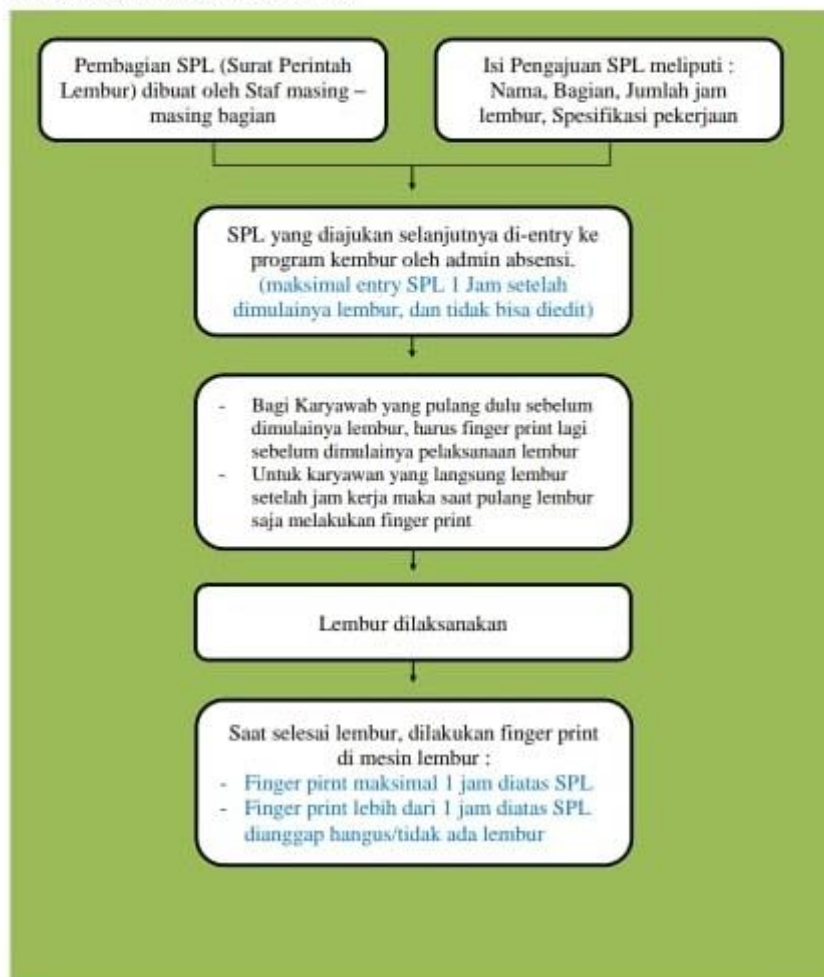 Pembagian SPL (Surat Perintah
Lembur) dibuat oleh Staf masing –
masing bagian
Isi Pengajuan SPL meliputi :
Nama, Bagian, Jumlah jam
lembur, Spesifikasi pekerjaan
SPL yang diajukan selanjutnya di-entry ke
program kembur oleh admin absensi.
(maksimal entry SPL 1 Jam setelah
dimulainya lembur, dan tidak bisa diedit)
- Bagi Karyawab yang pulang dulu sebelum
dimulainya lembur, harus finger print lagi
sebelum dimulainya pelaksanaan lembur
- Untuk karyawan yang langsung lembur
setelah jam kerja maka saat pulang lembur
saja melakukan finger print
Lembur dilaksanakan
Saat selesai lembur, dilakukan finger print
di mesin lembur :
- Finger pirnt maksimal 1 jam diatas SPL
- Finger print lebih dari 1 jam diatas SPL
dianggap hangus/tidak ada lembur